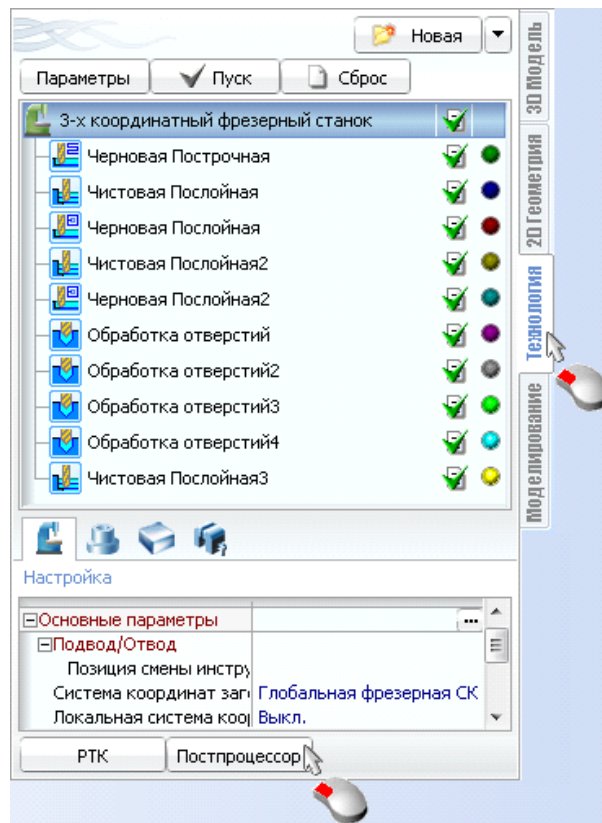 Новая
Параметры
Пуск
Сброс
3-х координатный фрезерный станок
Черновая Построчная
Чистовая Послойная
Черновая Послойная
Чистовая Послойная2
Черновая Послойная2
Обработка отверстий
Обработка отверстий2
Обработка отверстий3
Обработка отверстий4
Чистовая Послойная3
3D Модель
2D Геометрия
Технология
Моделирование
Настройка
Основные параметры
...
Подвод/Отвод
Позиция смены инстру
Система координат заг Глобальная фрезерная СК
Локальная система коор Выкл.
РТК
Постпроцессор